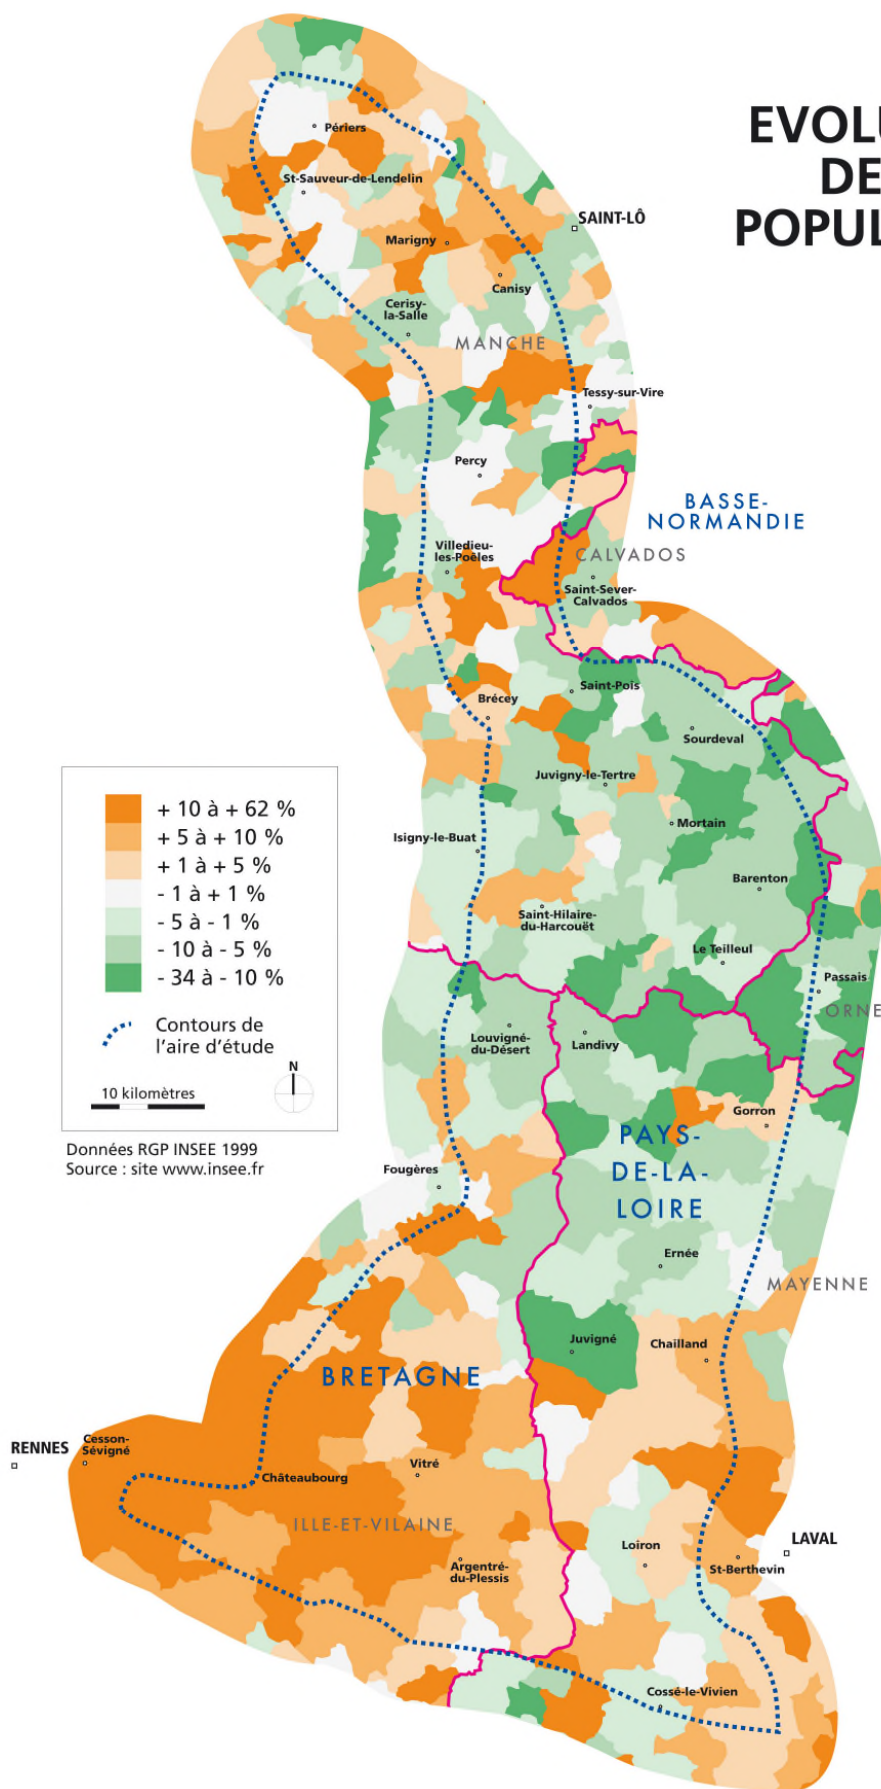 EVOLU
DE
POPUL
Périers
St-Sauveur-de-Lendelin
SAINT-LÔ
Marigny
Canisy
Cerisy-
la-Salle
MANCHE
Tessy-sur-Vire
Percy
BASSE-
NORMANDIE
Villedieu-
les-Poêles
CALVADOS
Saint-Sever-
Calvados
Saint-Pois
Brécey
Sourdeval
Juvigny-le-Tertre
Mortain
Isigny-le-Buat
Barenton
Saint-Hilaire-
du-Harcouët
Le Teilleul
Passais
ORNE
+ 10 à + 62 %
+ 5 à + 10 %
+ 1 à + 5 %
- 1 à + 1 %
- 5 à - 1 %
- 10 à - 5 %
- 34 à - 10 %
Contours de
l'aire d'étude
N
10 kilomètres
Données RGP INSEE 1999
Source : site www.insee.fr
Louvigné-
du-Désert
Landivy
Gorron
PAYS-
DE-LA-
LOIRE
Fougères
Ernée
MAYENNE
Juvigné
Chailland
BRETAGNE
RENNES
Cesson-
Sévigné
Vitré
Châteaubourg
ILLE-ET-VILAINE
Loiron
LAVAL
St-Berthevin
Argentré-
du-Plessis
Cossé-le-Vivien